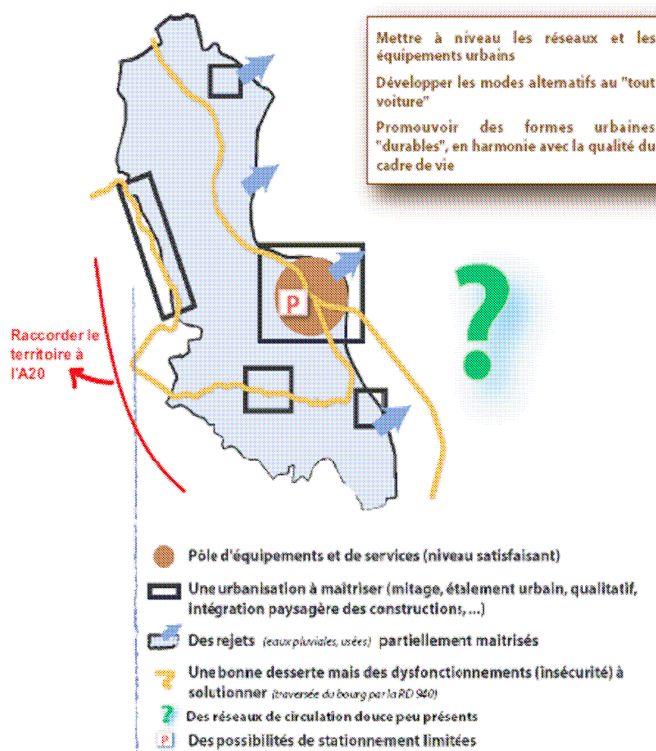 Mettre à niveau les réseaux et les
équipements urbains
Développer les modes alternatifs au "tout
voiture"
Promouvoir des formes urbaines
"durables", en harmonie avec la qualité du
cadre de vie
P
?
Raccorder le
territoire à
l'A20
Pôle d'équipements et de services (niveau satisfaisant)
Une urbanisation à maitriser (mitage, étalement urbain, qualitatif,
intégration paysagère des constructions, ...)
Des rejets (eaux pluviales, usées) partiellement maitrisés
Une bonne desserte mais des dysfonctionnements (insécurité) à
solutionner (traversée du bourg par la RD 940)
? Des réseaux de circulation douce peu présents
P Des possibilités de stationnement limitées